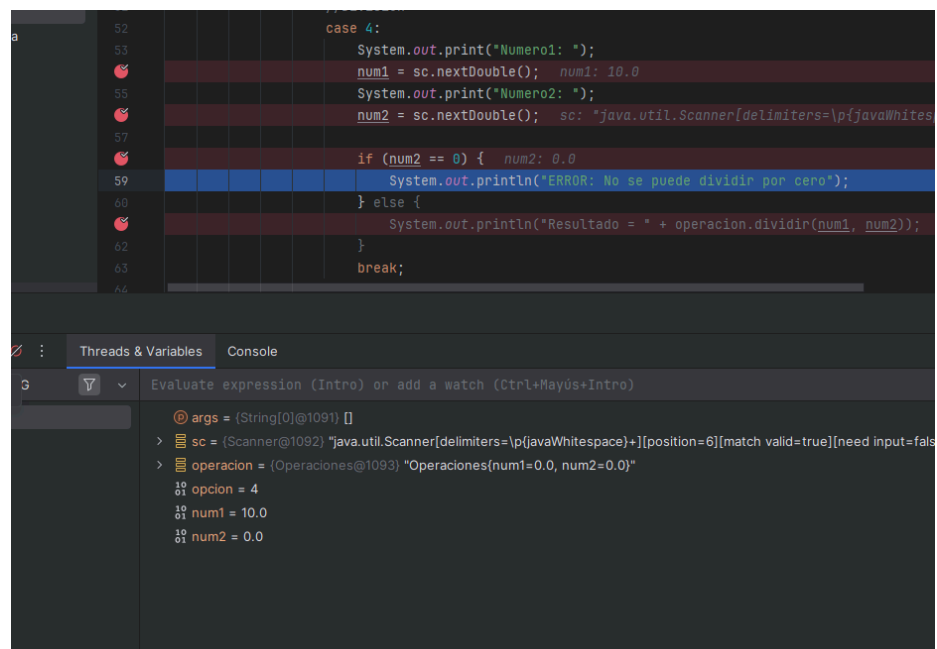 52 case 4:
a
53 System.out.print("Numero1: ");
num1 = sc.nextDouble(); num1: 10.0
55 System.out.print("Numero2: ");
num2 = sc.nextDouble(); sc: "java.util.Scanner[delimiters=\p{javaWhites
57
if (num2 == 0) { num2: 0.0
59 System.out.println("ERROR: No se puede dividir por cero");
60 } else {
System.out.println("Resultado = " + operacion.dividir(num1, num2));
62 }
63 break;
64
Threads & Variables Console
G Evaluate expression (Intro) or add a watch (Ctrl+Mayús+Intro)
args = {String[0]@1091} []
sc = {Scanner@1092} "java.util.Scanner[delimiters=\p{javaWhitespace}+][position=6][match valid=true][need input=fals
operacion = {Operaciones@1093} "Operaciones{num1=0.0, num2=0.0}"
opcion = 4
num1 = 10.0
num2 = 0.0